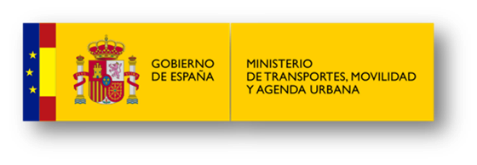 GOBIERNO
DE ESPAÑA
MINISTERIO
DE TRANSPORTES, MOVILIDAD
Y AGENDA URBANA